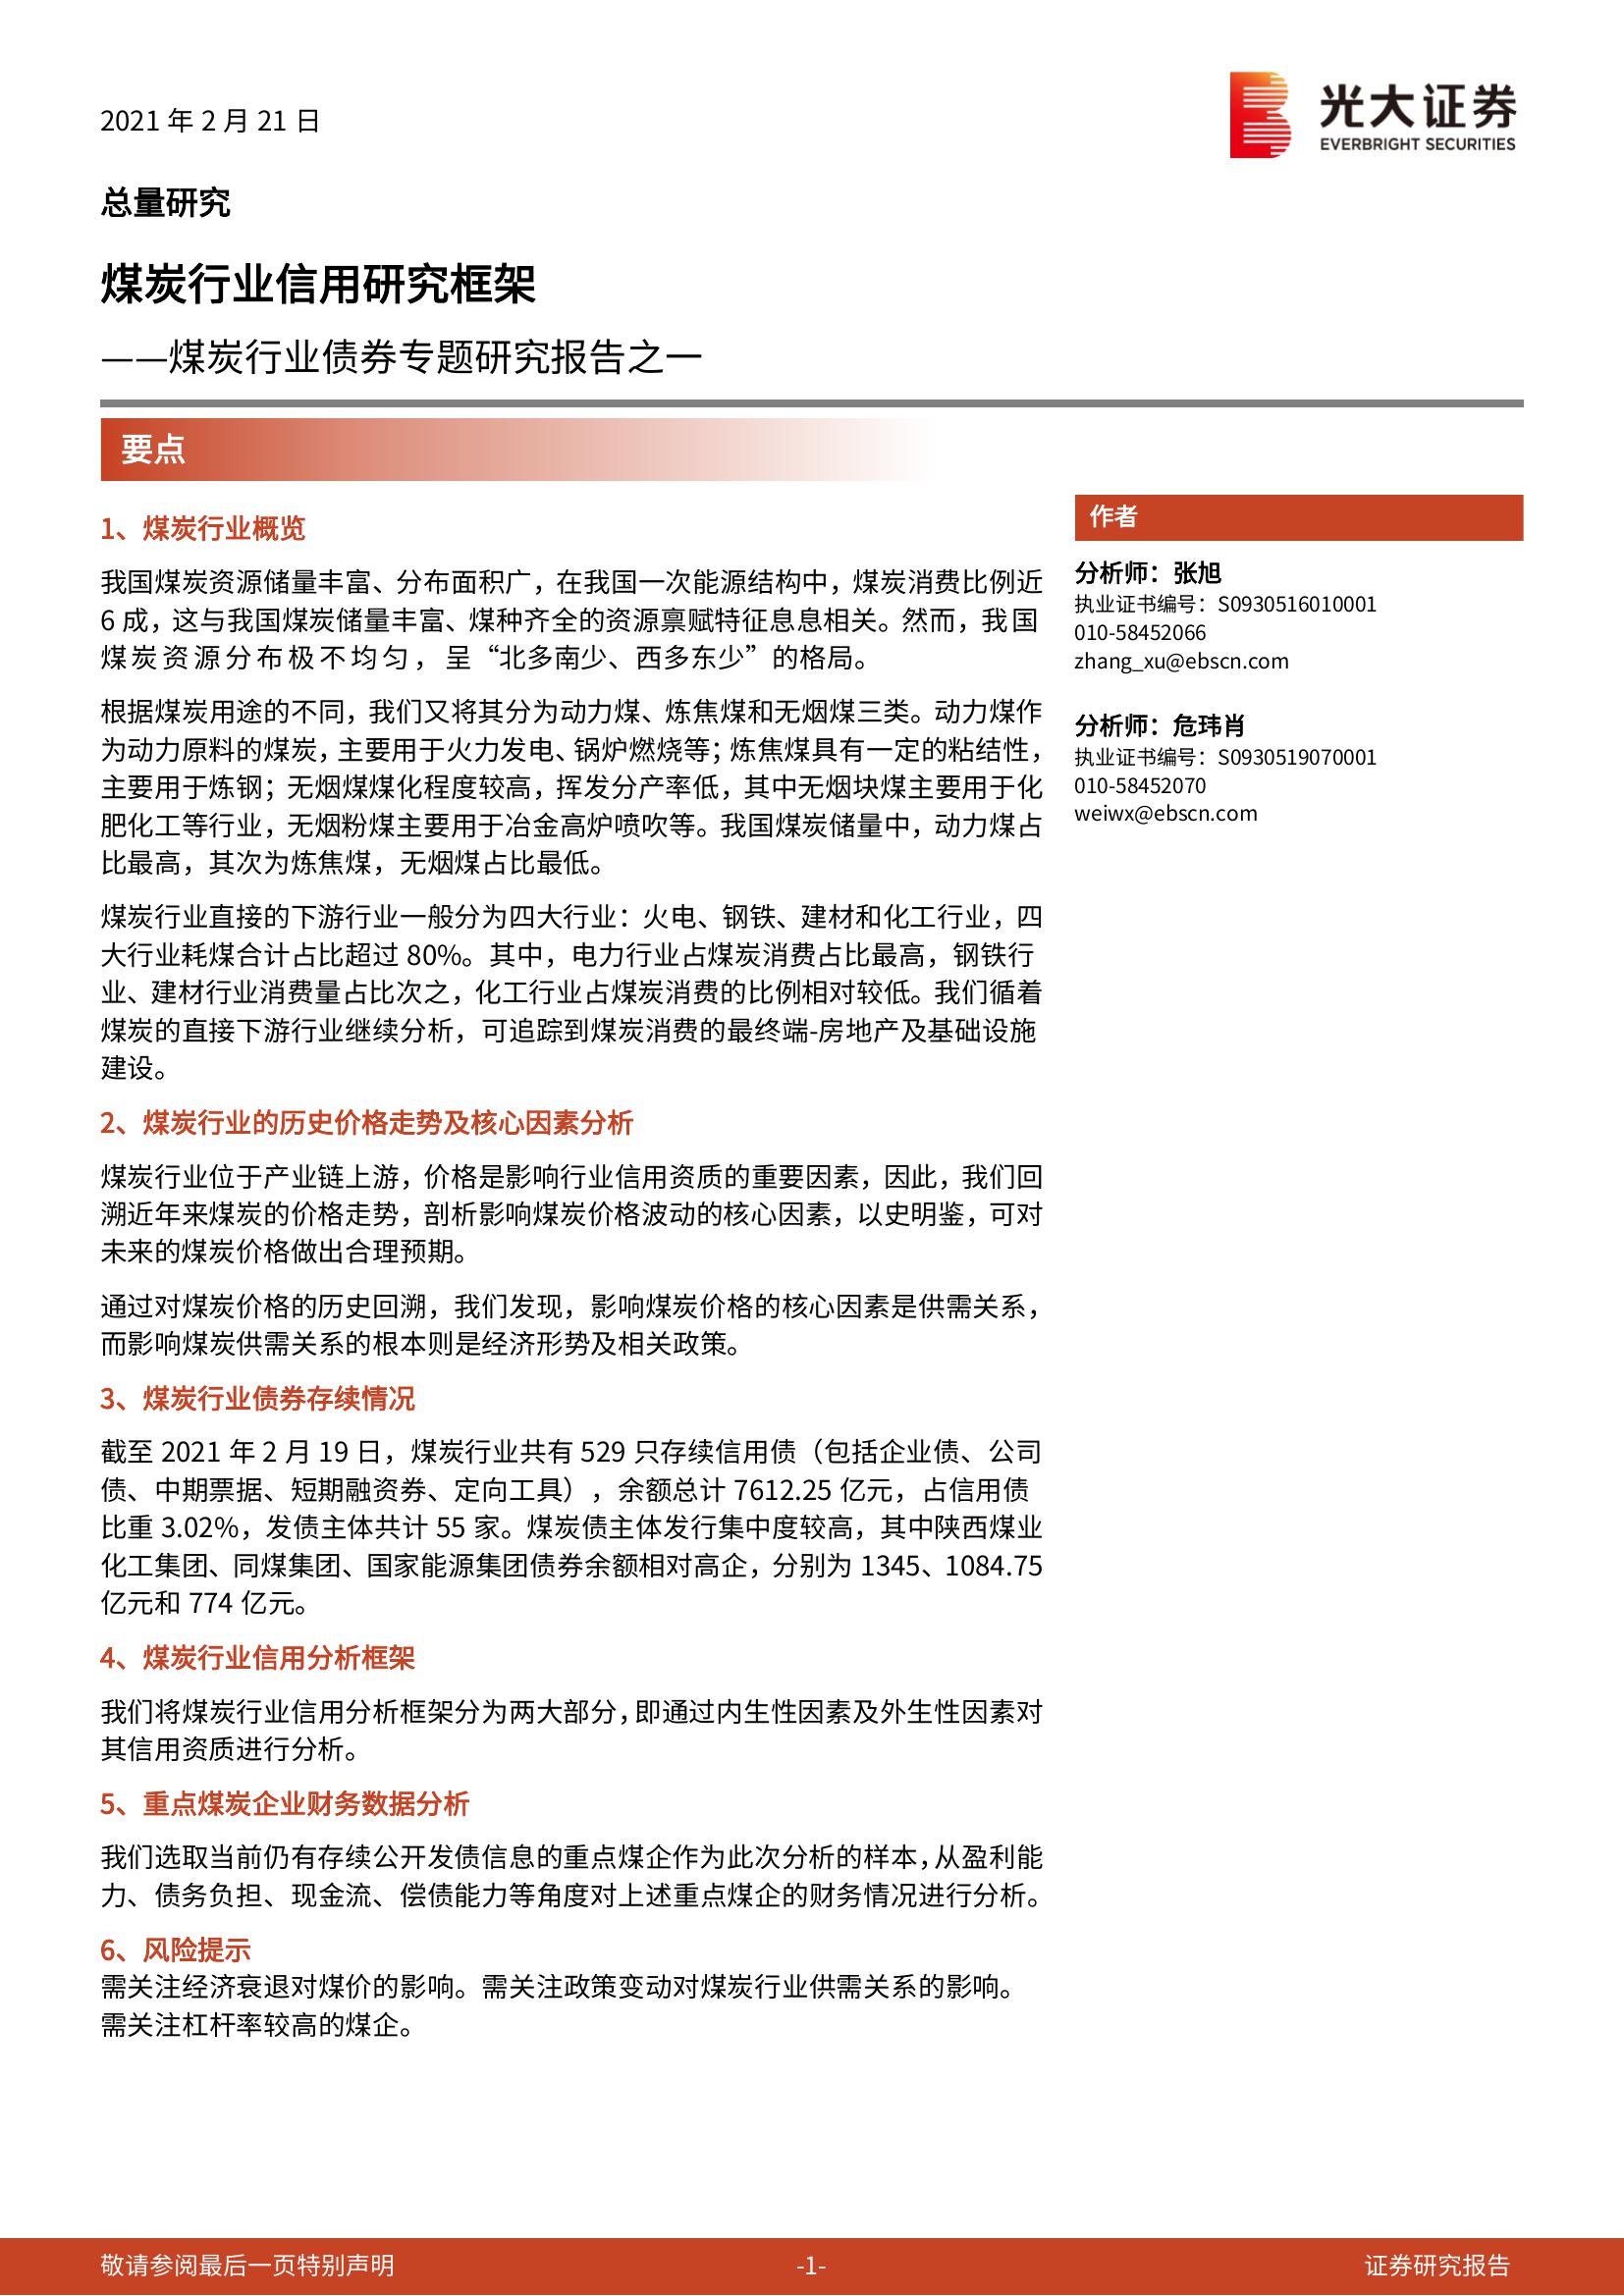 2021 年 2 月 21 日
光大证券
EVERBRIGHT SECURITIES
总量研究
煤炭行业信用研究框架
——煤炭行业债券专题研究报告之一
要点
1、煤炭行业概览
我国煤炭资源储量丰富、分布面积广，在我国一次能源结构中，煤炭消费比例近
6 成，这与我国煤炭储量丰富、煤种齐全的资源禀赋特征息息相关。然而，我国
煤炭资源分布极不均匀，呈“北多南少、西多东少”的格局。
根据煤炭用途的不同，我们又将其分为动力煤、炼焦煤和无烟煤三类。动力煤作
为动力原料的煤炭，主要用于火力发电、锅炉燃烧等；炼焦煤具有一定的粘结性，
主要用于炼钢；无烟煤煤化程度较高，挥发分产率低，其中无烟块煤主要用于化
肥化工等行业，无烟粉煤主要用于冶金高炉喷吹等。我国煤炭储量中，动力煤占
比最高，其次为炼焦煤，无烟煤占比最低。
煤炭行业直接的下游行业一般分为四大行业：火电、钢铁、建材和化工行业，四
大行业耗煤合计占比超过 80%。其中，电力行业占煤炭消费占比最高，钢铁行
业、建材行业消费量占比次之，化工行业占煤炭消费的比例相对较低。我们循着
煤炭的直接下游行业继续分析，可追踪到煤炭消费的最终端-房地产及基础设施
建设。
2、煤炭行业的历史价格走势及核心因素分析
煤炭行业位于产业链上游，价格是影响行业信用资质的重要因素，因此，我们回
溯近年来煤炭的价格走势，剖析影响煤炭价格波动的核心因素，以史明鉴，可对
未来的煤炭价格做出合理预期。
通过对煤炭价格的历史回溯，我们发现，影响煤炭价格的核心因素是供需关系，
而影响煤炭供需关系的根本则是经济形势及相关政策。
3、煤炭行业债券存续情况
截至 2021 年 2 月 19 日，煤炭行业共有 529 只存续信用债（包括企业债、公司
债、中期票据、短期融资券、定向工具），余额总计 7612.25 亿元，占信用债
比重 3.02%，发债主体共计 55 家。煤炭债主体发行集中度较高，其中陕西煤业
化工集团、同煤集团、国家能源集团债券余额相对高企，分别为 1345、1084.75
亿元和 774 亿元。
4、煤炭行业信用分析框架
我们将煤炭行业信用分析框架分为两大部分，即通过内生性因素及外生性因素对
其信用资质进行分析。
5、重点煤炭企业财务数据分析
我们选取当前仍有存续公开发债信息的重点煤企作为此次分析的样本，从盈利能
力、债务负担、现金流、偿债能力等角度对上述重点煤企的财务情况进行分析。
6、风险提示
需关注经济衰退对煤价的影响。需关注政策变动对煤炭行业供需关系的影响。
需关注杠杆率较高的煤企。
作者
分析师：张旭
执业证书编号：S0930516010001
010-58452066
zhang_xu@ebscn.com
分析师：危玮肖
执业证书编号：S0930519070001
010-58452070
weiwx@ebscn.com
敬请参阅最后一页特别声明
-1-
证券研究报告